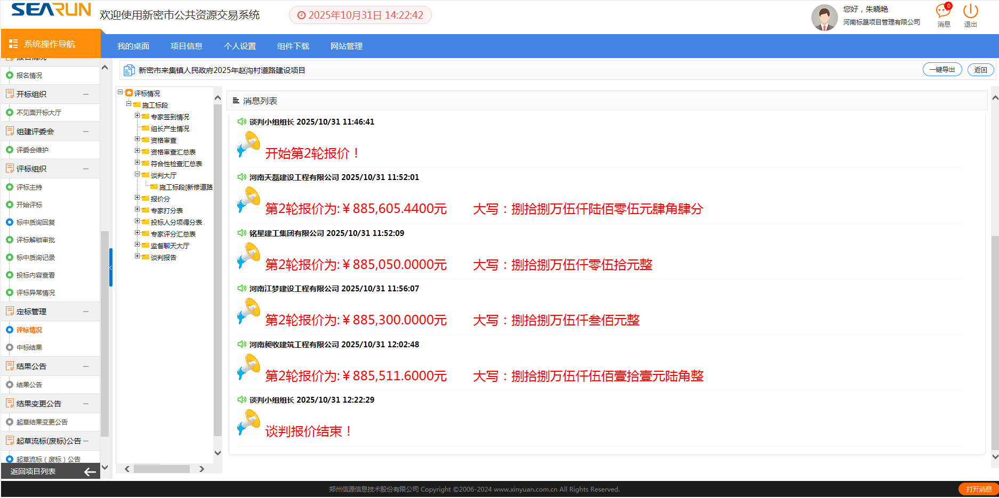 SEARUN
欢迎使用新密市公共资源交易系统
2025年10月31日 14:22:42
您好，朱晓艳
河南标晟项目管理有限公司
0
消息
退出
系统操作导航
我的桌面
项目信息
个人设置
组件下载
网站管理
报名情况
报名情况
开标组织
不见面开标大厅
组建评委会
评委会维护
评标组织
评标主持
开始评标
标中质询回复
评标解锁审批
标中质询记录
投标内容查看
评标异常情况
定标管理
评标情况
中标结果
结果公告
结果公告
结果变更公告
起草结果变更公告
起草流标(废标)公告
起草流标（废标）公告
返回项目列表
新密市来集镇人民政府2025年赵沟村道路建设项目
一键导出
返回
评标情况
施工标段
专家签到情况
组长产生情况
资格审查
资格审查汇总表
符合性检查汇总表
谈判大厅
施工标段[新修道路
报价分
专家打分表
投标人分项得分表
专家评分汇总表
监督聊天大厅
谈判报告
消息列表
谈判小组组长 2025/10/31 11:46:41
开始第2轮报价！
河南天磊建设工程有限公司 2025/10/31 11:52:01
第2轮报价为:￥885,605.4400元 大写：捌拾捌万伍仟陆佰零伍元肆角肆分
铭星建工集团有限公司 2025/10/31 11:52:09
第2轮报价为:￥885,050.0000元 大写：捌拾捌万伍仟零伍拾元整
河南江梦建设工程有限公司 2025/10/31 11:56:07
第2轮报价为:￥885,300.0000元 大写：捌拾捌万伍仟叁佰元整
河南昶收建筑工程有限公司 2025/10/31 12:02:48
第2轮报价为:￥885,511.6000元 大写：捌拾捌万伍仟伍佰壹拾壹元陆角整
谈判小组组长 2025/10/31 12:22:29
谈判报价结束！
郑州信源信息技术股份有限公司 Copyright ©2006-2024 www.xinyuan.com.cn All Rights Reserved.
打开消息